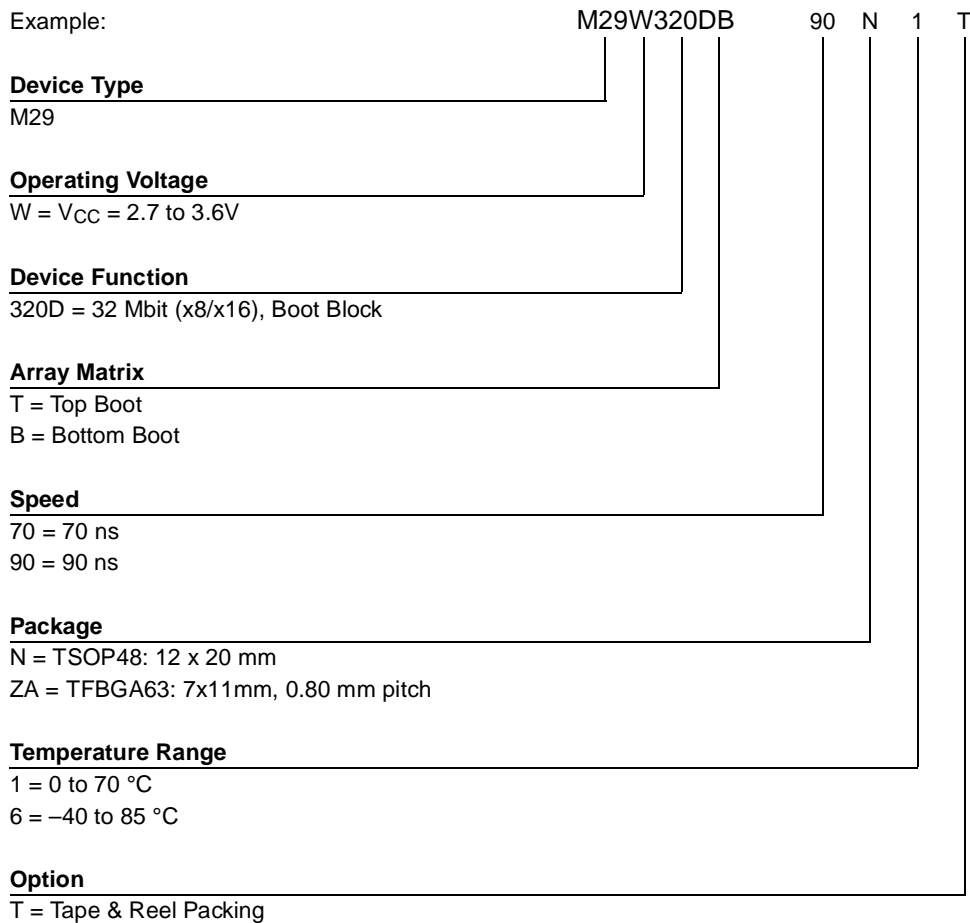 Example: M29W320DB 90 N 1 T
Device Type
M29
Operating Voltage
W = VCC = 2.7 to 3.6V
Device Function
320D = 32 Mbit (x8/x16), Boot Block
Array Matrix
T = Top Boot
B = Bottom Boot
Speed
70 = 70 ns
90 = 90 ns
Package
N = TSOP48: 12 x 20 mm
ZA = TFBGA63: 7x11mm, 0.80 mm pitch
Temperature Range
1 = 0 to 70 °C
6 = –40 to 85 °C
Option
T = Tape & Reel Packing